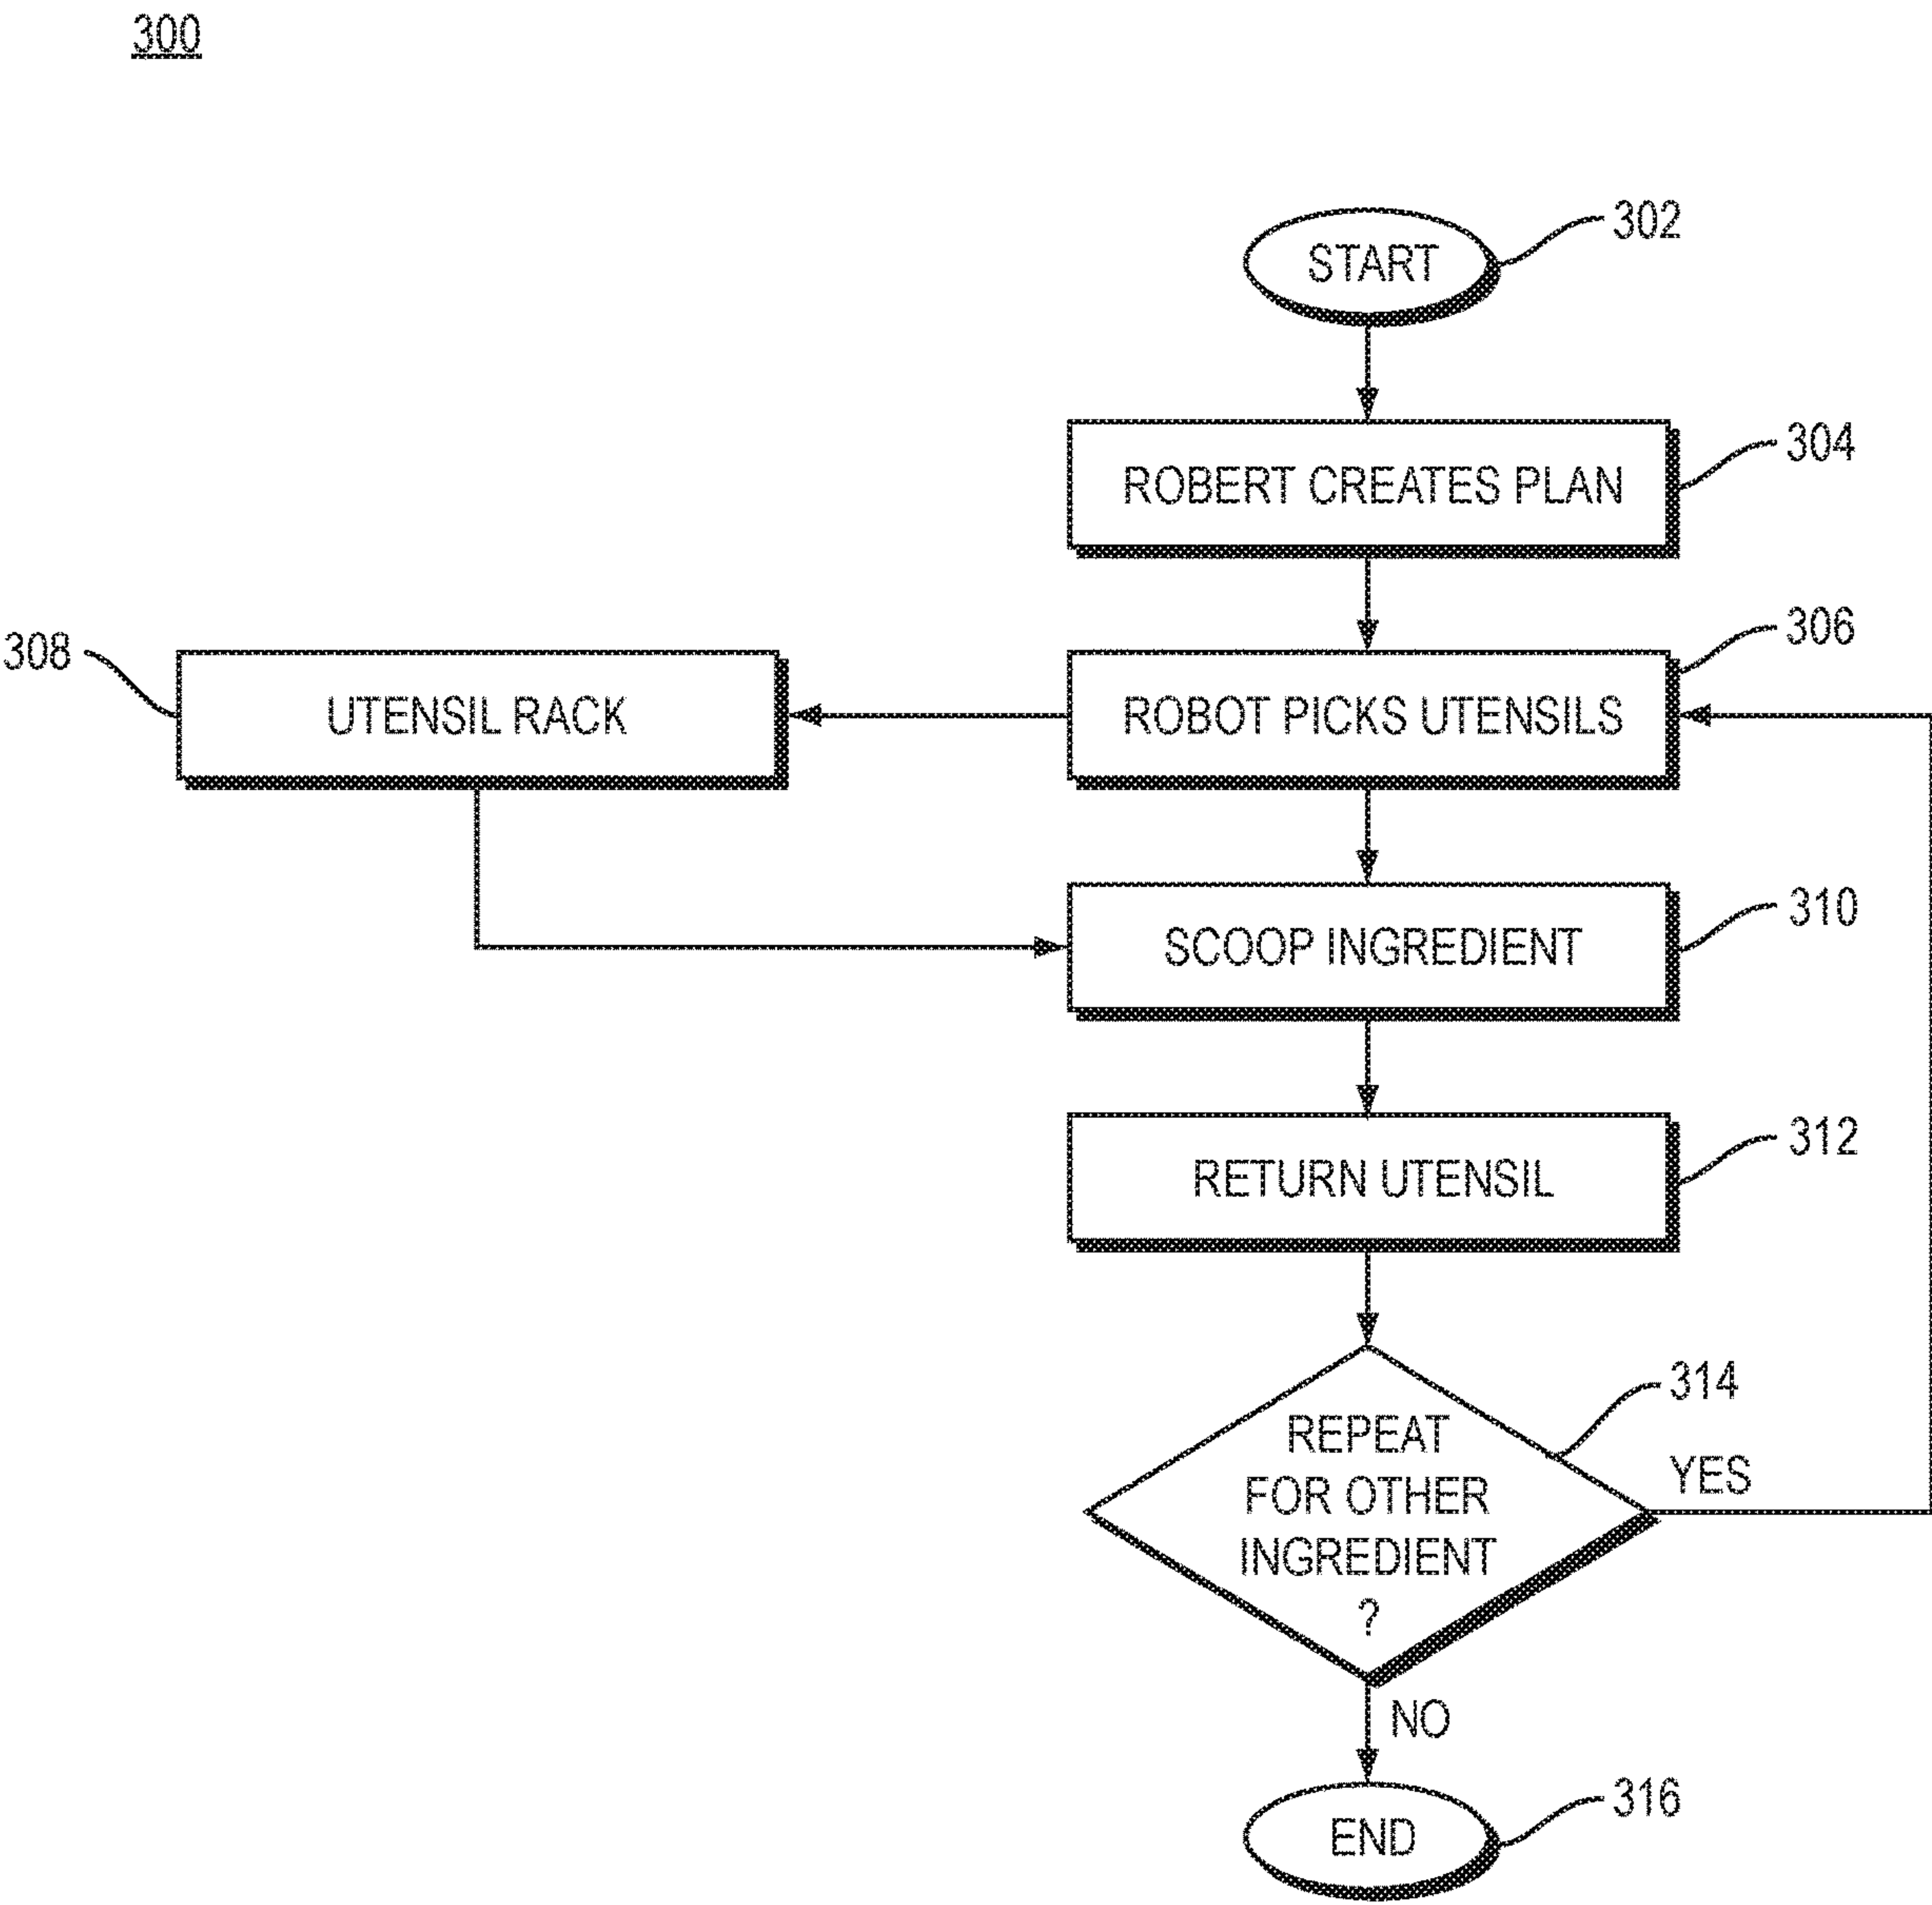 300
START
302
ROBERT CREATES PLAN
304
308
UTENSIL RACK
ROBOT PICKS UTENSILS
306
SCOOP INGREDIENT
310
RETURN UTENSIL
312
REPEAT
FOR OTHER
INGREDIENT
?
314
YES
NO
END
316